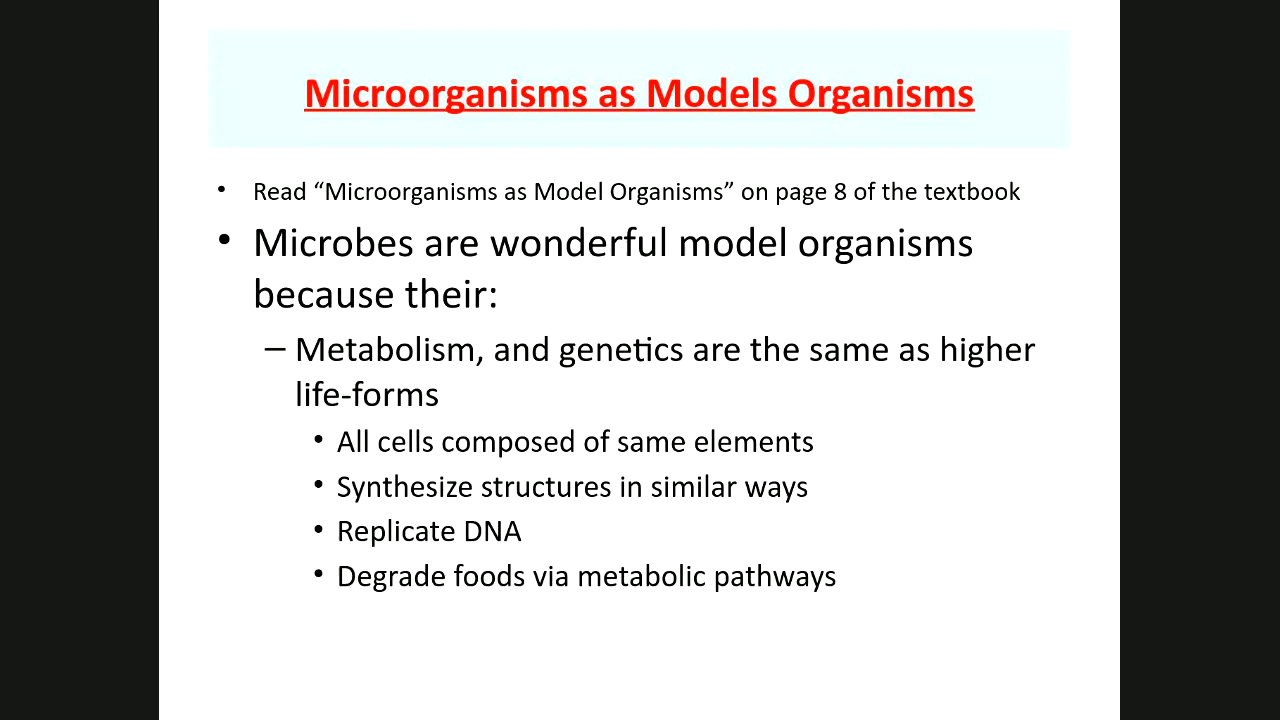 Microorganisms as Models Organisms
• Read “Microorganisms as Model Organisms” on page 8 of the textbook
• Microbes are wonderful model organisms
because their:
– Metabolism, and genetics are the same as higher
life-forms
• All cells composed of same elements
• Synthesize structures in similar ways
• Replicate DNA
• Degrade foods via metabolic pathways